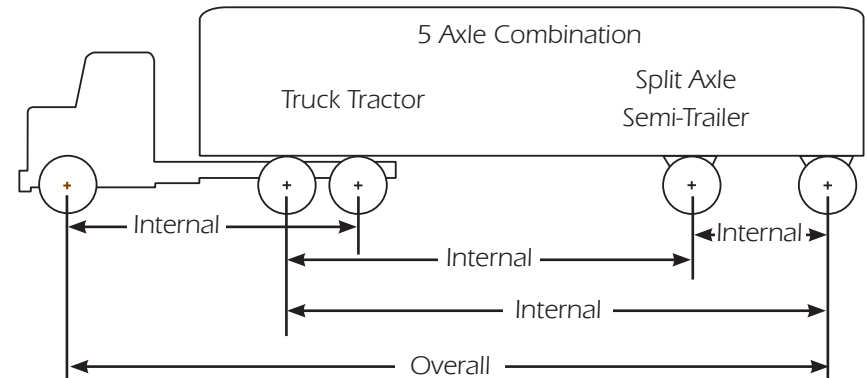 5 Axle Combination
Truck Tractor
Split Axle
Semi-Trailer
Internal
Internal
Internal
Internal
Overall